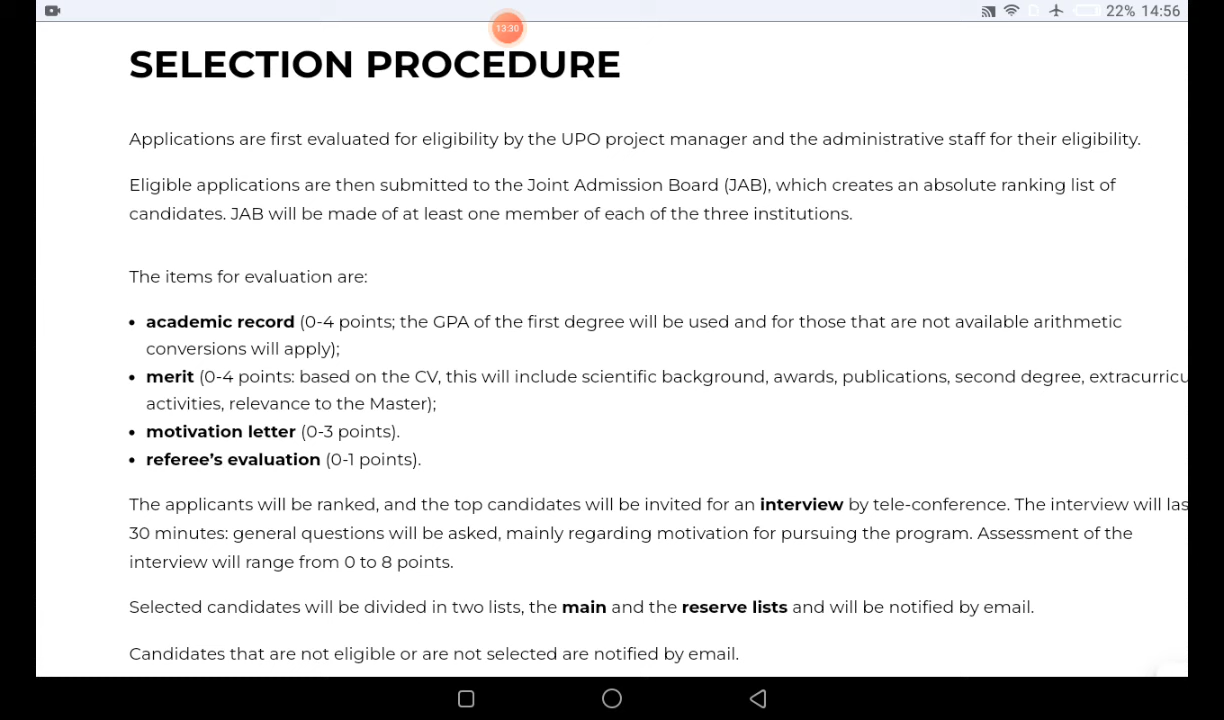 22% 14:56
13:30
SELECTION PROCEDURE
Applications are first evaluated for eligibility by the UPO project manager and the administrative staff for their eligibility.
Eligible applications are then submitted to the Joint Admission Board (JAB), which creates an absolute ranking list of
candidates. JAB will be made of at least one member of each of the three institutions.
The items for evaluation are:
• academic record (0-4 points; the GPA of the first degree will be used and for those that are not available arithmetic
conversions will apply);
• merit (0-4 points: based on the CV, this will include scientific background, awards, publications, second degree, extracurricu
activities, relevance to the Master);
• motivation letter (0-3 points).
• referee’s evaluation (0-1 points).
The applicants will be ranked, and the top candidates will be invited for an interview by tele-conference. The interview will las
30 minutes: general questions will be asked, mainly regarding motivation for pursuing the program. Assessment of the
interview will range from 0 to 8 points.
Selected candidates will be divided in two lists, the main and the reserve lists and will be notified by email.
Candidates that are not eligible or are not selected are notified by email.